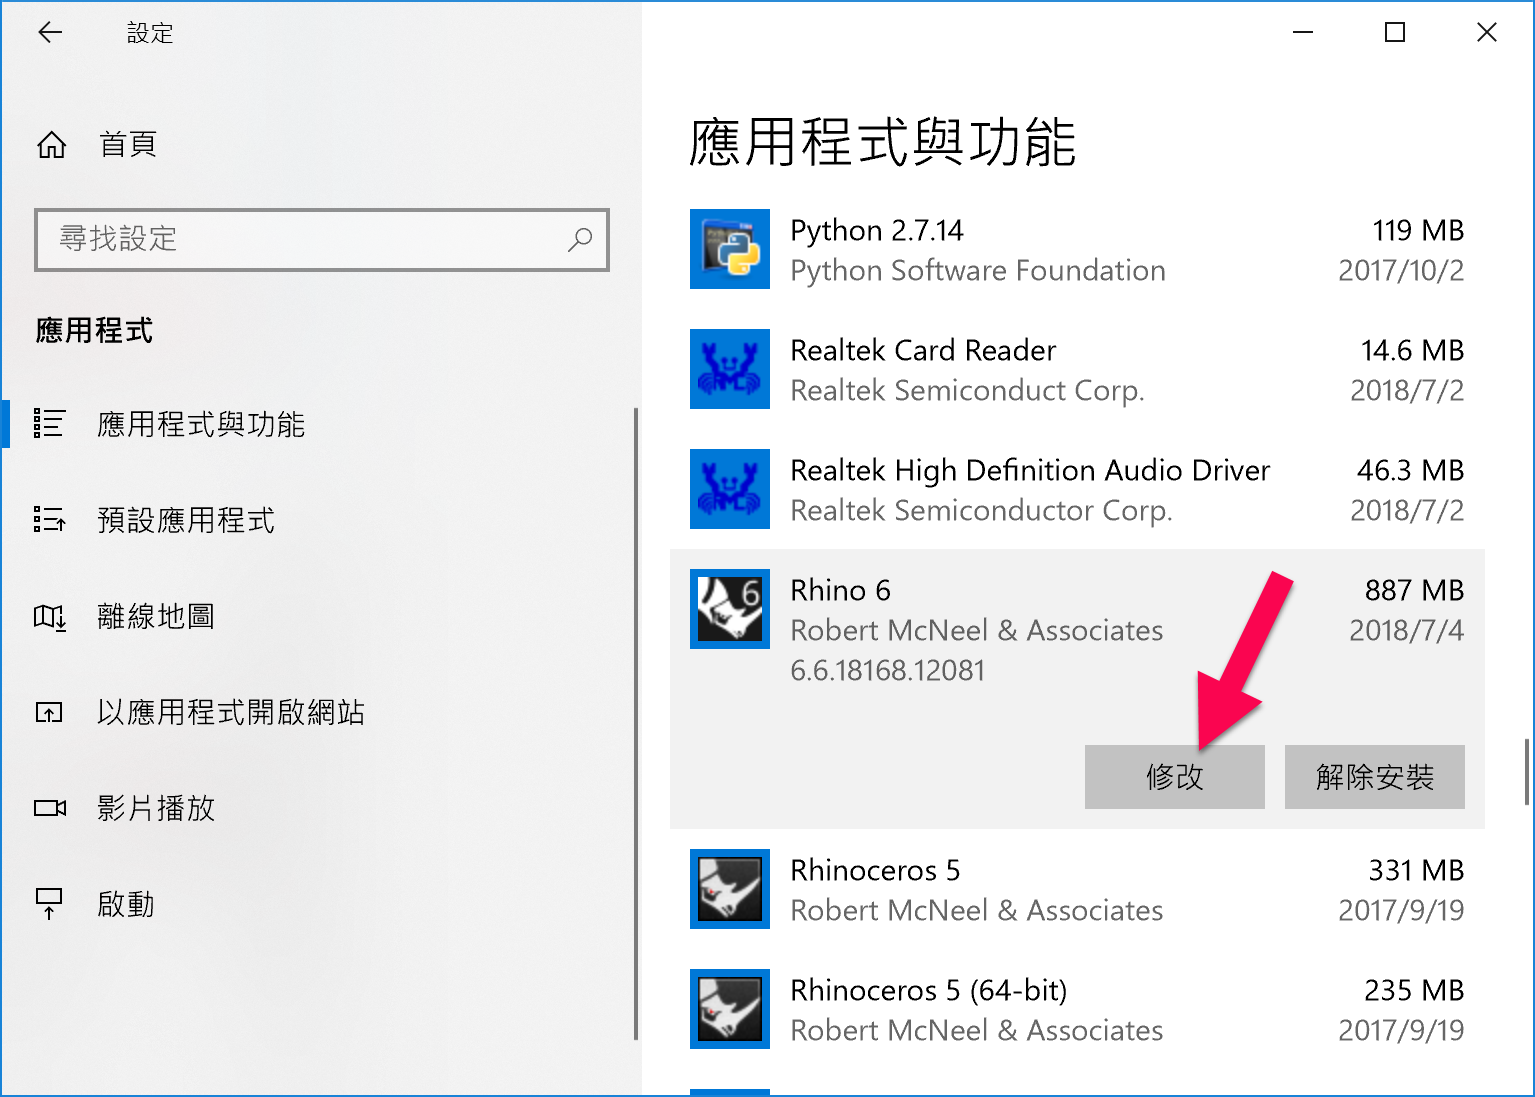 設定
首頁
尋找設定
應用程式
應用程式與功能
預設應用程式
離線地圖
以應用程式開啟網站
影片播放
啟動
應用程式與功能
Python 2.7.14 119 MB
Python Software Foundation 2017/10/2
Realtek Card Reader 14.6 MB
Realtek Semiconduct Corp. 2018/7/2
Realtek High Definition Audio Driver 46.3 MB
Realtek Semiconductor Corp. 2018/7/2
6
Rhino 6 887 MB
Robert McNeel & Associates 2018/7/4
6.6.18168.12081
修改 解除安裝
Rhinoceros 5 331 MB
Robert McNeel & Associates 2017/9/19
Rhinoceros 5 (64-bit) 235 MB
Robert McNeel & Associates 2017/9/19